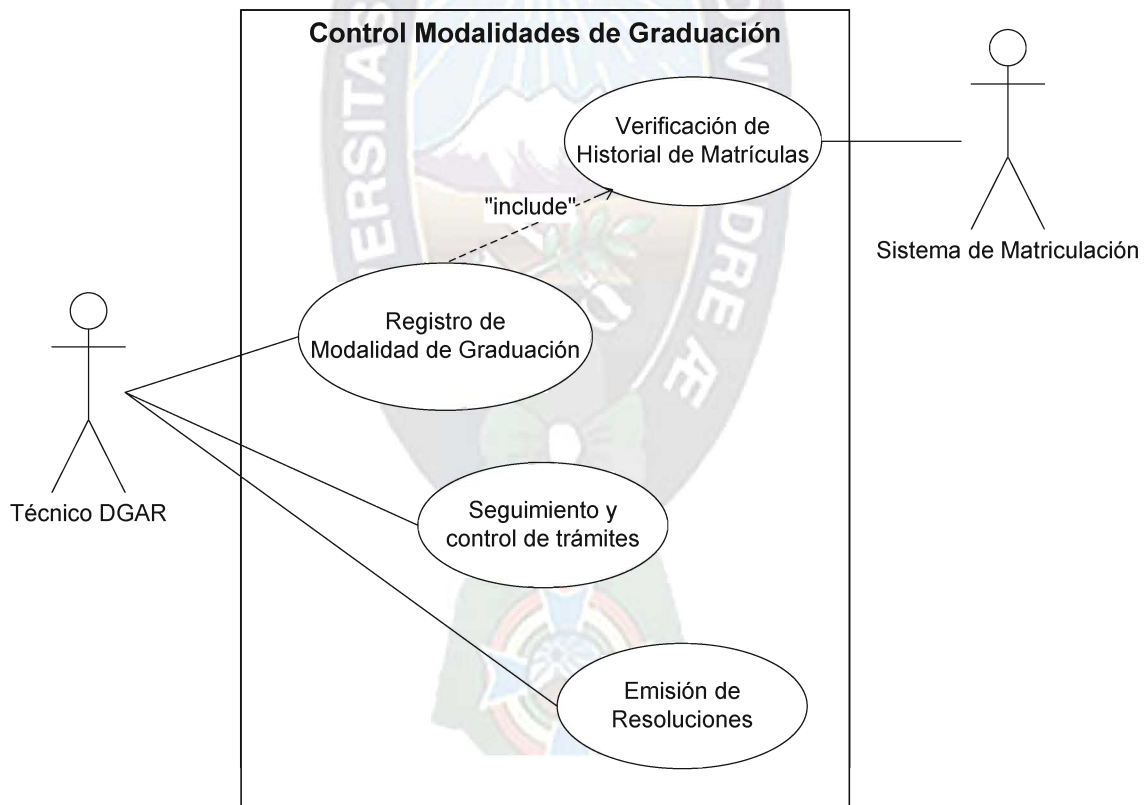 Control Modalidades de Graduación
Verificación de
Historial de Matrículas
"include"
Sistema de Matriculación
Registro de
Modalidad de Graduación
Técnico DGAR
Seguimiento y
control de trámites
Emisión de
Resoluciones